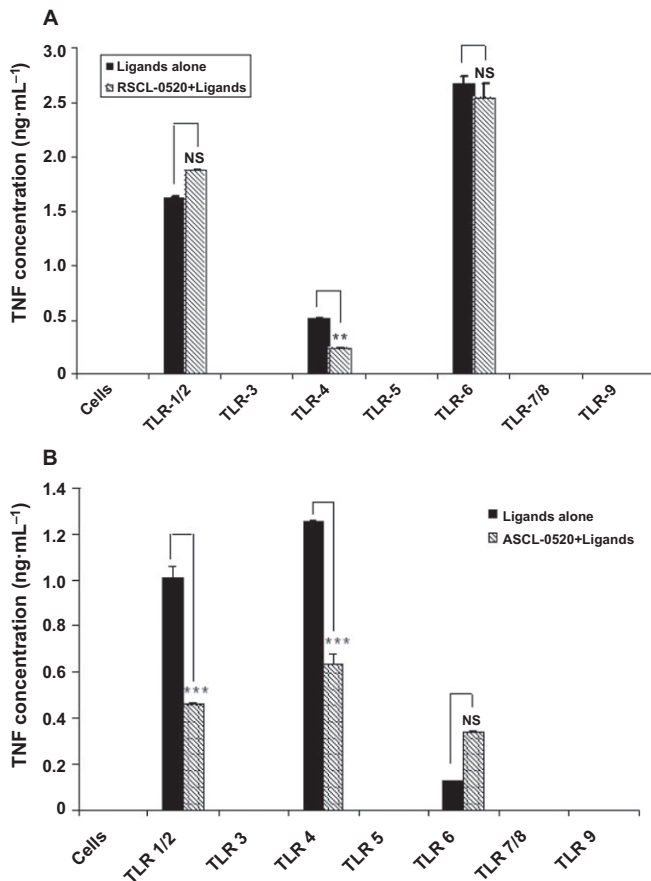 A
TNF concentration (ng·mL⁻¹)
3.0
2.5
2.0
1.5
1.0
0.5
0
Ligands alone
RSCL-0520+Ligands
NS
**
NS
Cells
TLR-1/2
TLR-3
TLR-4
TLR-5
TLR-6
TLR-7/8
TLR-9
B
TNF concentration (ng·mL⁻¹)
1.4
1.2
1.0
0.8
0.6
0.4
0.2
0
Ligands alone
ASCL-0520+Ligands
***
***
NS
Cells
TLR 1/2
TLR 3
TLR 4
TLR 5
TLR 6
TLR 7/8
TLR 9